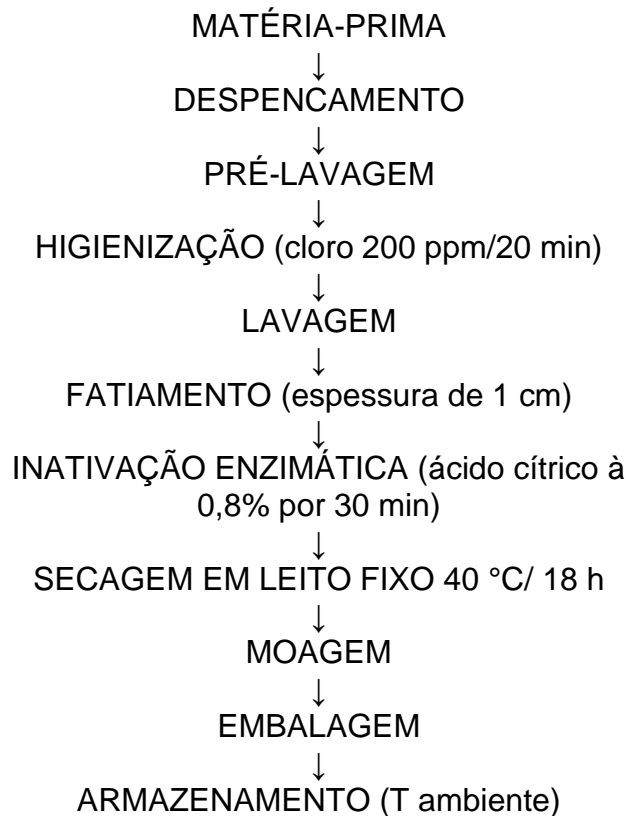 MATÉRIA-PRIMA
↓
DESPENCAMENTO
↓
PRÉ-LAVAGEM
↓
HIGIENIZAÇÃO (cloro 200 ppm/20 min)
↓
LAVAGEM
↓
FATIAMENTO (espessura de 1 cm)
↓
INATIVAÇÃO ENZIMÁTICA (ácido cítrico à
0,8% por 30 min)
↓
SECAGEM EM LEITO FIXO 40 °C/ 18 h
↓
MOAGEM
↓
EMBALAGEM
↓
ARMAZENAMENTO (T ambiente)